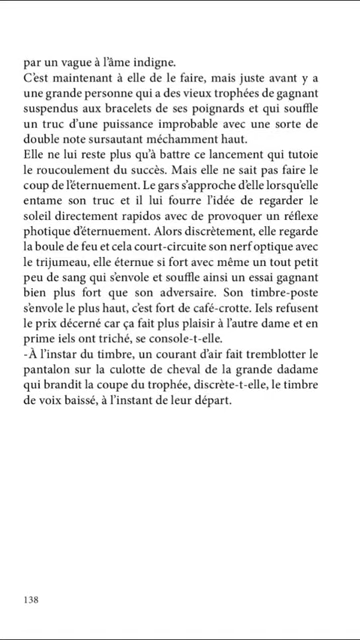 par un vague à l’âme indigne.
C’est maintenant à elle de le faire, mais juste avant y a
une grande personne qui a des vieux trophées de gagnant
suspendus aux bracelets de ses poignards et qui souffle
un truc d’une puissance improbable avec une sorte de
double note sursautant méchamment haut.
Elle ne lui reste plus qu’à battre ce lancement qui tutoie
le roucoulement du succès. Mais elle ne sait pas faire le
coup de l’éternuement. Le gars s’approche d’elle lorsqu’elle
entame son truc et il lui fourre l’idée de regarder le
soleil directement rapidos avec de provoquer un réflexe
photique d’éternuement. Alors discrètement, elle regarde
la boule de feu et cela court-circuite son nerf optique avec
le trijumeau, elle éternue si fort avec même un tout petit
peu de sang qui s’envole et souffle ainsi un essai gagnant
bien plus fort que son adversaire. Son timbre-poste
s’envole le plus haut, c’est fort de café-crotte. Iels refusent
le prix décerné car ça fait plus plaisir à l’autre dame et en
prime iels ont triché, se console-t-elle.
-À l’instar du timbre, un courant d’air fait tremblotter le
pantalon sur la culotte de cheval de la grande dadame
qui brandit la coupe du trophée, discrète-t-elle, le timbre
de voix baissé, à l’instant de leur départ.
138